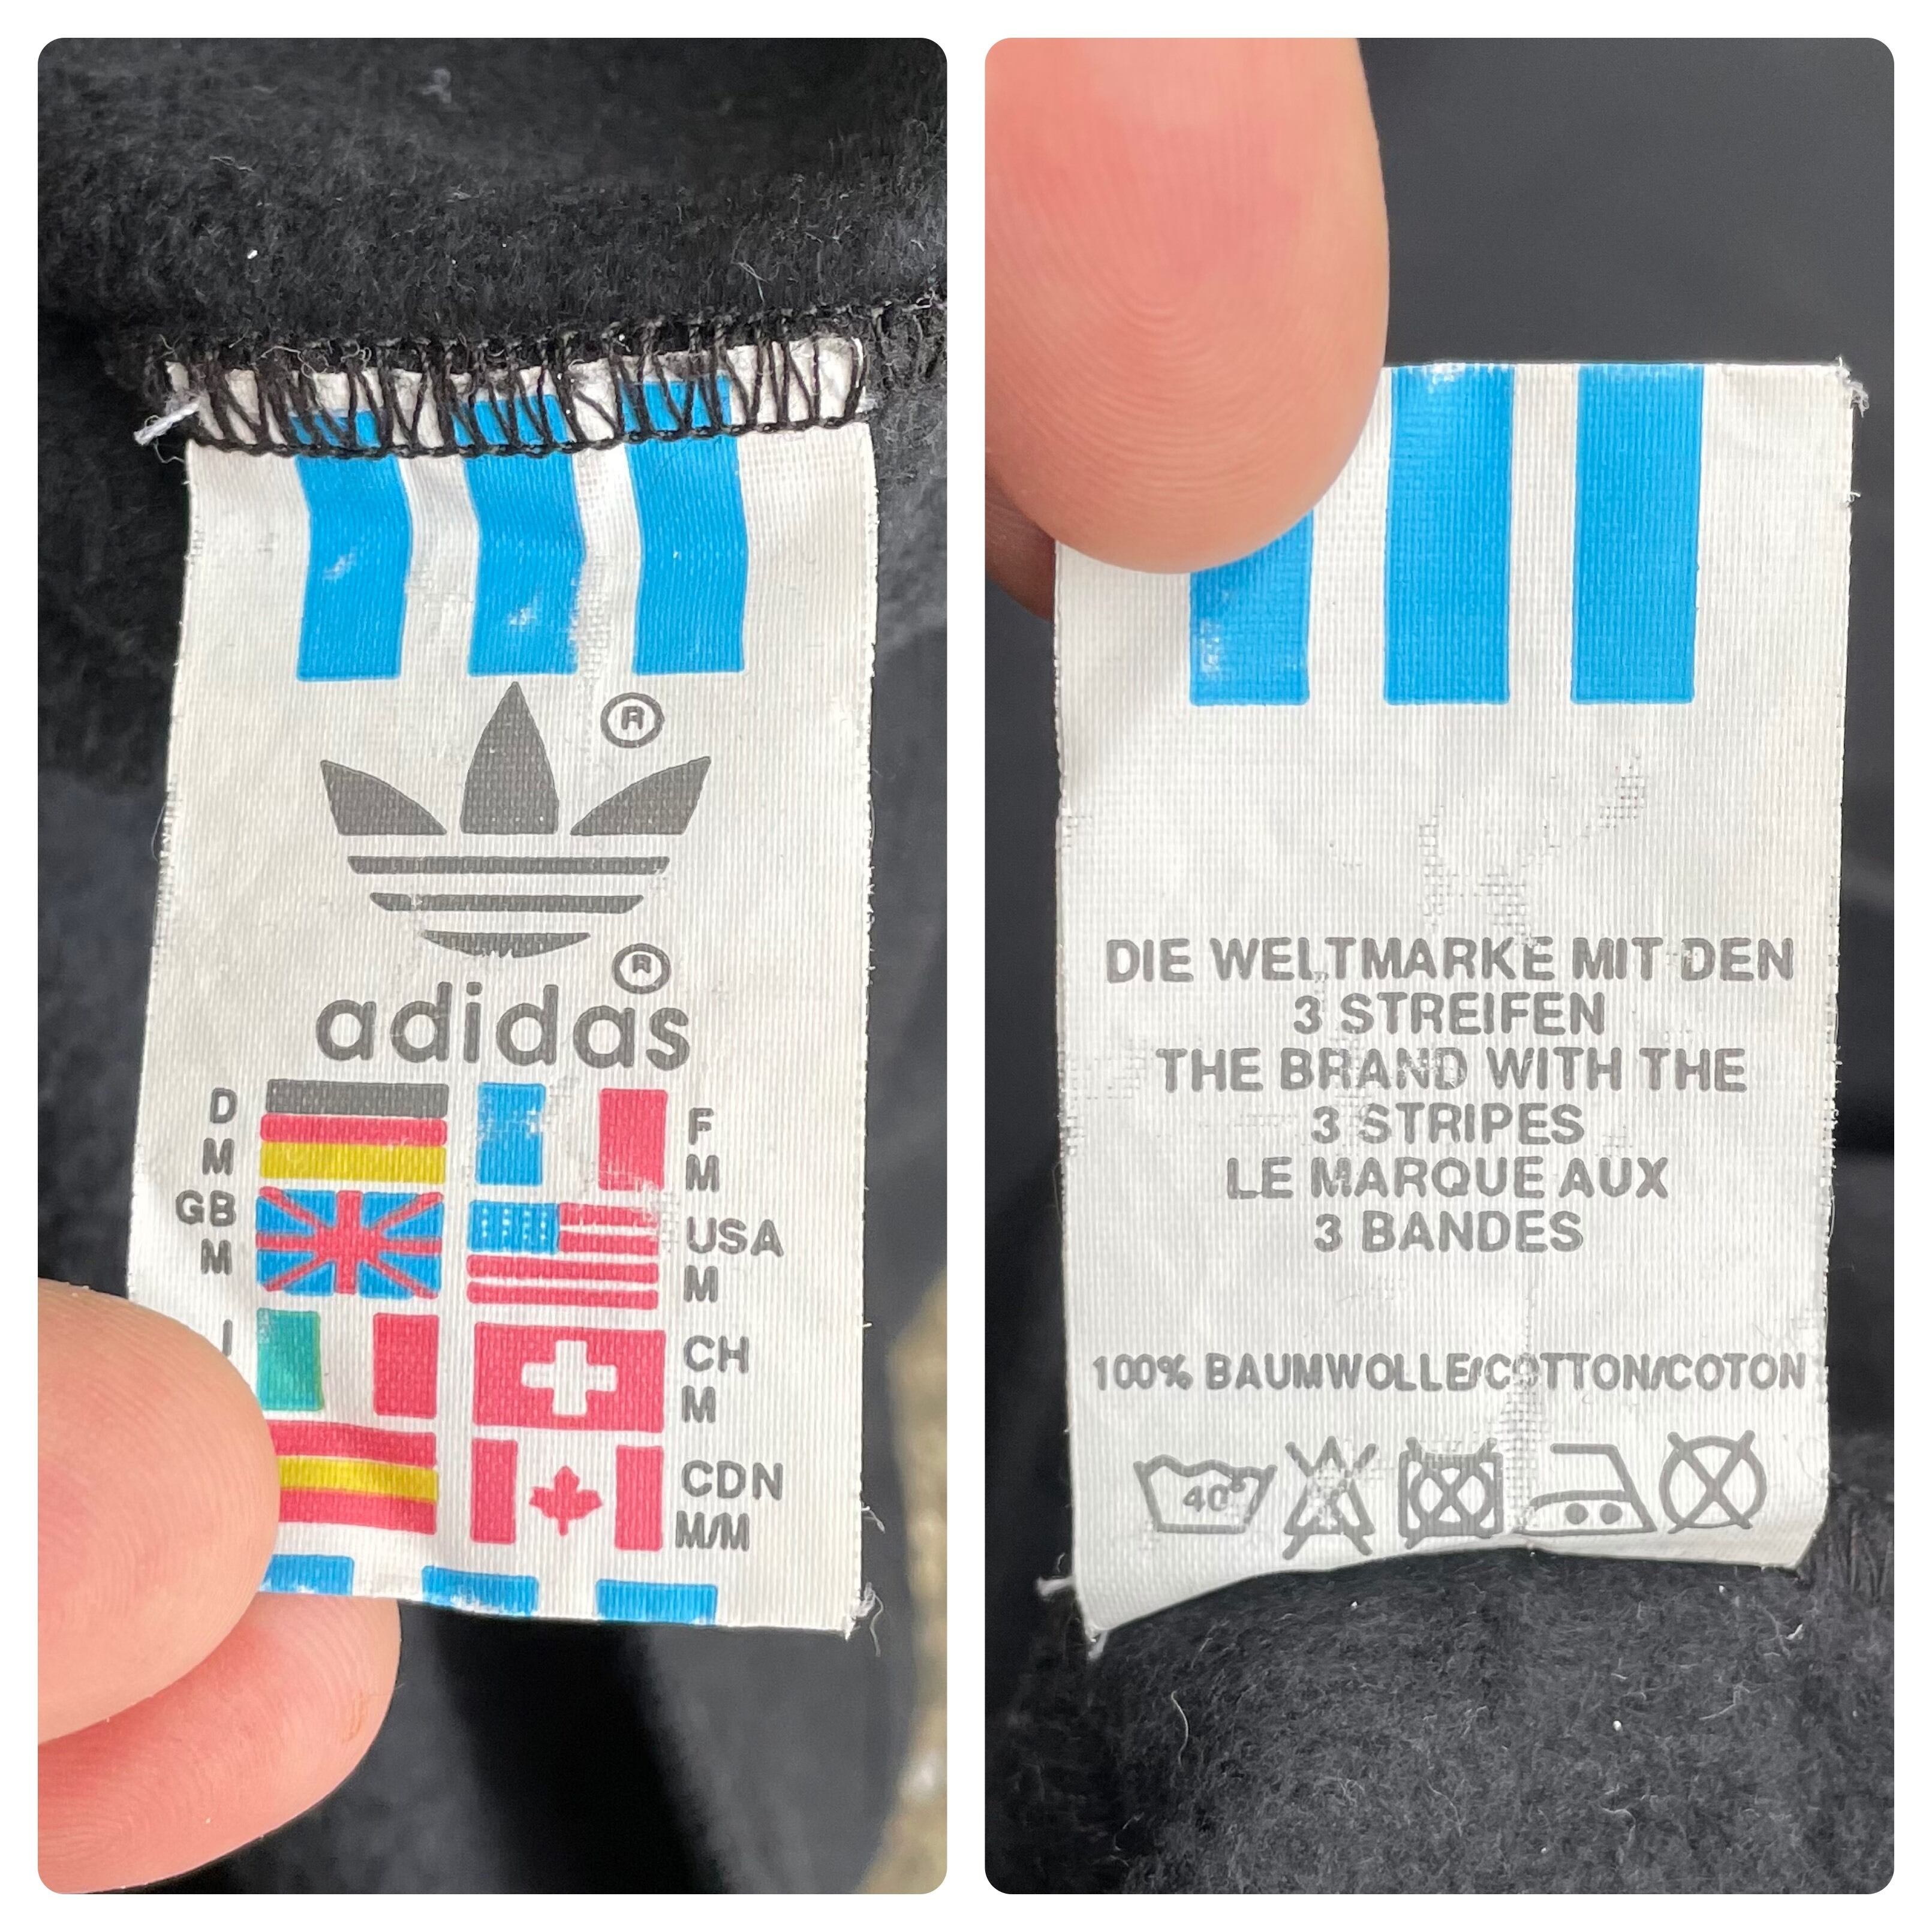 ®
®
adidas
D
M
F
M
GB
M
USA
M
I
CH
M
CDN
M/M
DIE WELTMARKE MIT DEN
3 STREIFEN
THE BRAND WITH THE
3 STRIPES
LE MARQUE AUX
3 BANDES
100% BAUMWOLLE/COTTON/COTON
40°